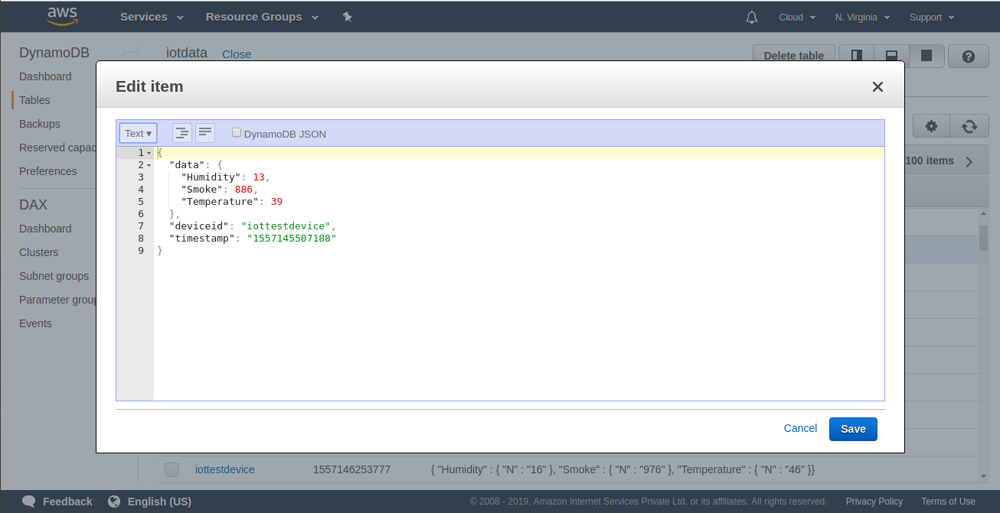 aws Services Resource Groups Cloud N. Virginia Support
DynamoDB
Dashboard
Tables
Backups
Reserved capac
Preferences
DAX
Dashboard
Clusters
Subnet groups
Parameter group
Events
iotdata Close Delete table
100 items
Edit item
Text ▾ DynamoDB JSON
1 {
2 "data": {
3 "Humidity": 13,
4 "Smoke": 886,
5 "Temperature": 39
6 },
7 "deviceid": "iottestdevice",
8 "timestamp": "1557145507188"
9 }
Cancel Save
iottestdevice 1557146253777 { "Humidity" : { "N" : "16" }, "Smoke" : { "N" : "976" }, "Temperature" : { "N" : "46" }}
Feedback English (US) © 2008 - 2019, Amazon Internet Services Private Ltd. or its affiliates. All rights reserved. Privacy Policy Terms of Use